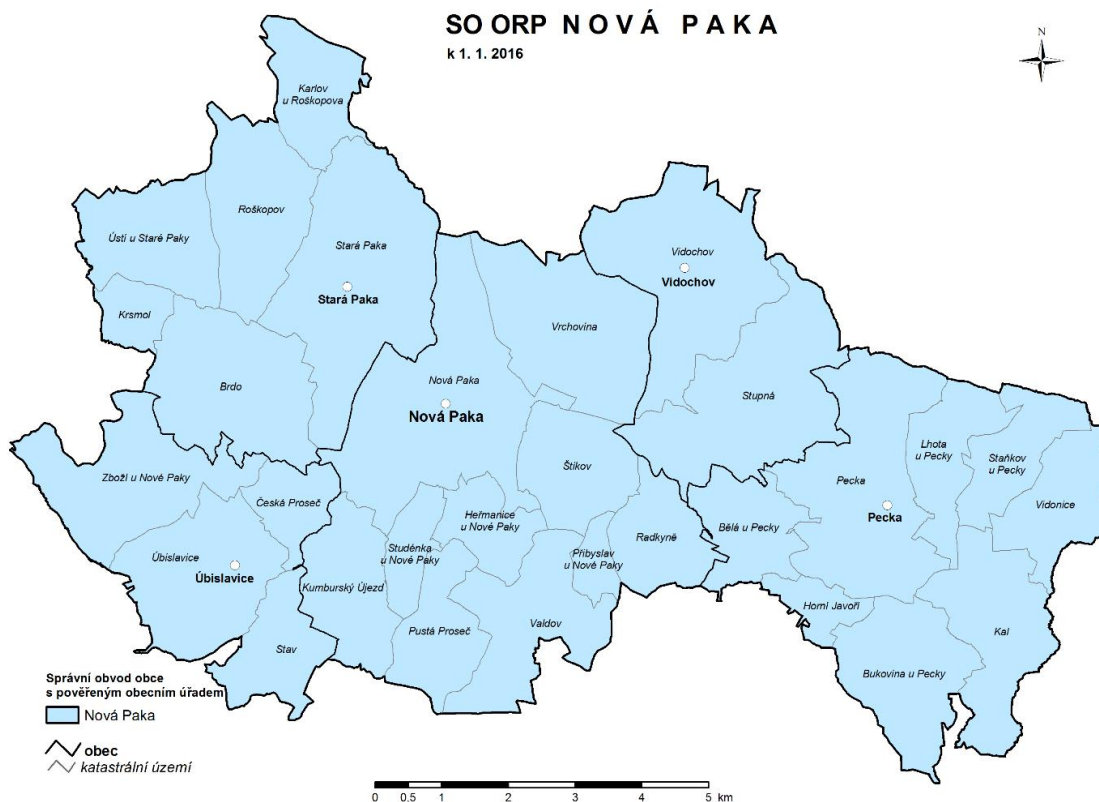 SO ORP NOVÁ PAKA
k 1. 1. 2016
N
Karlov
u Roškopova
Roškopov
Ústí u Staré Paky
Stará Paka
Stará Paka
Krsmol
Brdo
Vidochov
Vidochov
Vrchovina
Nová Paka
Nová Paka
Stupná
Zboží u Nové Paky
Česká Proseč
Štikov
Heřmanice
u Nové Paky
Lhota
u Pecky
Staňkov
u Pecky
Pecka
Pecka
Vidonice
Bělá u Pecky
Radkyně
Přibyslav
u Nové Paky
Studénka
u Nové Paky
Úbislavice
Úbislavice
Kumburský Újezd
Horní Javoří
Pustá Proseč
Valdov
Stav
Kal
Bukovina u Pecky
Správní obvod obce
s pověřeným obecním úřadem
Nová Paka
obec
katastrální území
0 0.5 1 2 3 4 5 km